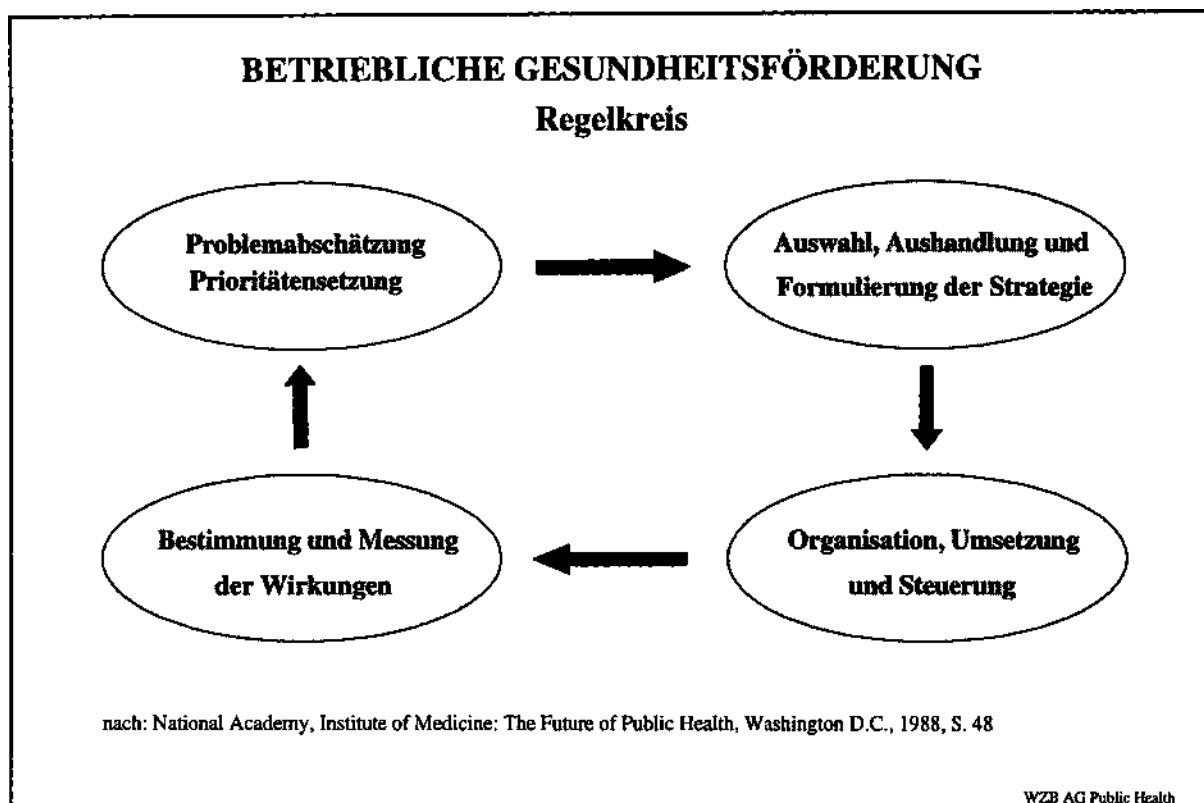 BETRIEBLICHE GESUNDHEITSFÖRDERUNG
Regelkreis
Problemabschätzung
Prioritätensetzung
Auswahl, Aushandlung und
Formulierung der Strategie
Bestimmung und Messung
der Wirkungen
Organisation, Umsetzung
und Steuerung
nach: National Academy, Institute of Medicine: The Future of Public Health, Washington D.C., 1988, S. 48
WZB AG Public Health